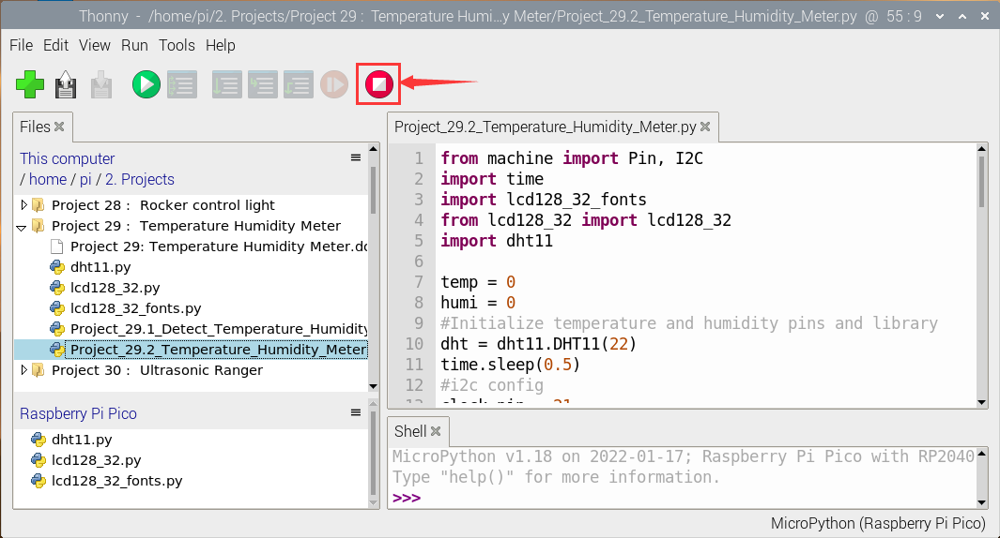 Thonny - /home/pi/2. Projects/Project 29 : Temperature Humi…y Meter/Project_29.2_Temperature_Humidity_Meter.py @ 55 : 9
File Edit View Run Tools Help
Files
This computer
/ home / pi / 2. Projects
Project 28 : Rocker control light
Project 29 : Temperature Humidity Meter
Project 29: Temperature Humidity Meter.do
dht11.py
lcd128_32.py
lcd128_32_fonts.py
Project_29.1_Detect_Temperature_Humidity
Project_29.2_Temperature_Humidity_Meter
Project 30 : Ultrasonic Ranger
Raspberry Pi Pico
dht11.py
lcd128_32.py
lcd128_32_fonts.py
Project_29.2_Temperature_Humidity_Meter.py
1 from machine import Pin, I2C
2 import time
3 import lcd128_32_fonts
4 from lcd128_32 import lcd128_32
5 import dht11
6
7 temp = 0
8 humi = 0
9 #Initialize temperature and humidity pins and library
10 dht = dht11.DHT11(22)
11 time.sleep(0.5)
12 #i2c config
Shell
MicroPython v1.18 on 2022-01-17; Raspberry Pi Pico with RP2040
Type "help()" for more information.
>>>
MicroPython (Raspberry Pi Pico)